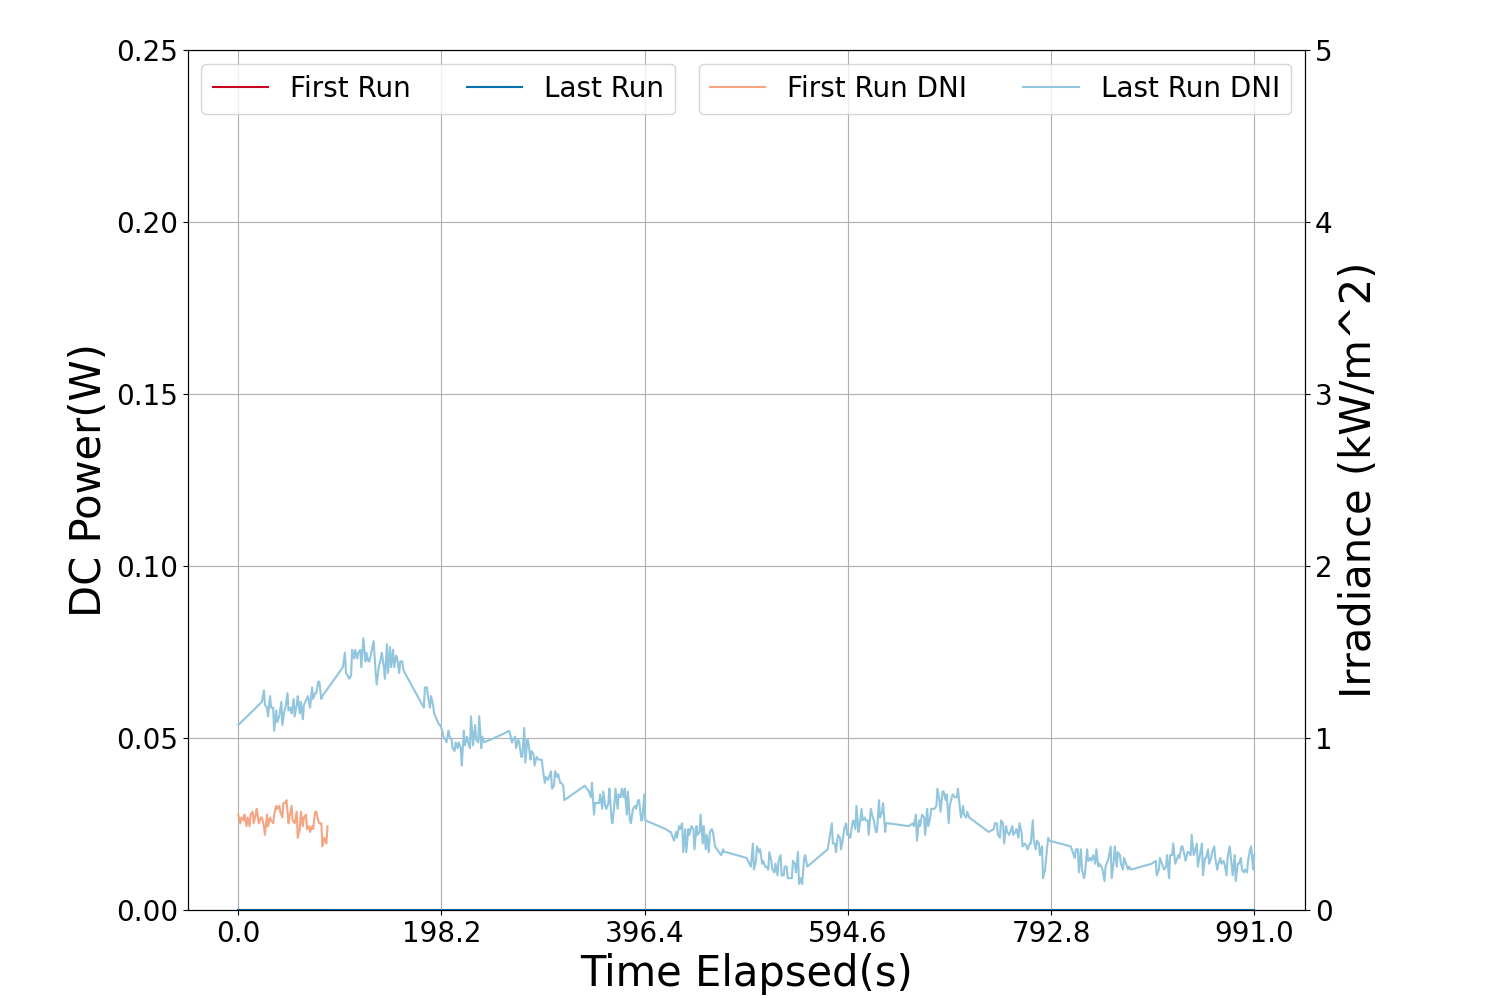 First Run
Last Run
First Run DNI
Last Run DNI
0.25
0.20
0.15
0.10
0.05
0.00
DC Power(W)
5
4
3
2
1
0
Irradiance (kW/m^2)
0.0
198.2
396.4
594.6
792.8
991.0
Time Elapsed(s)